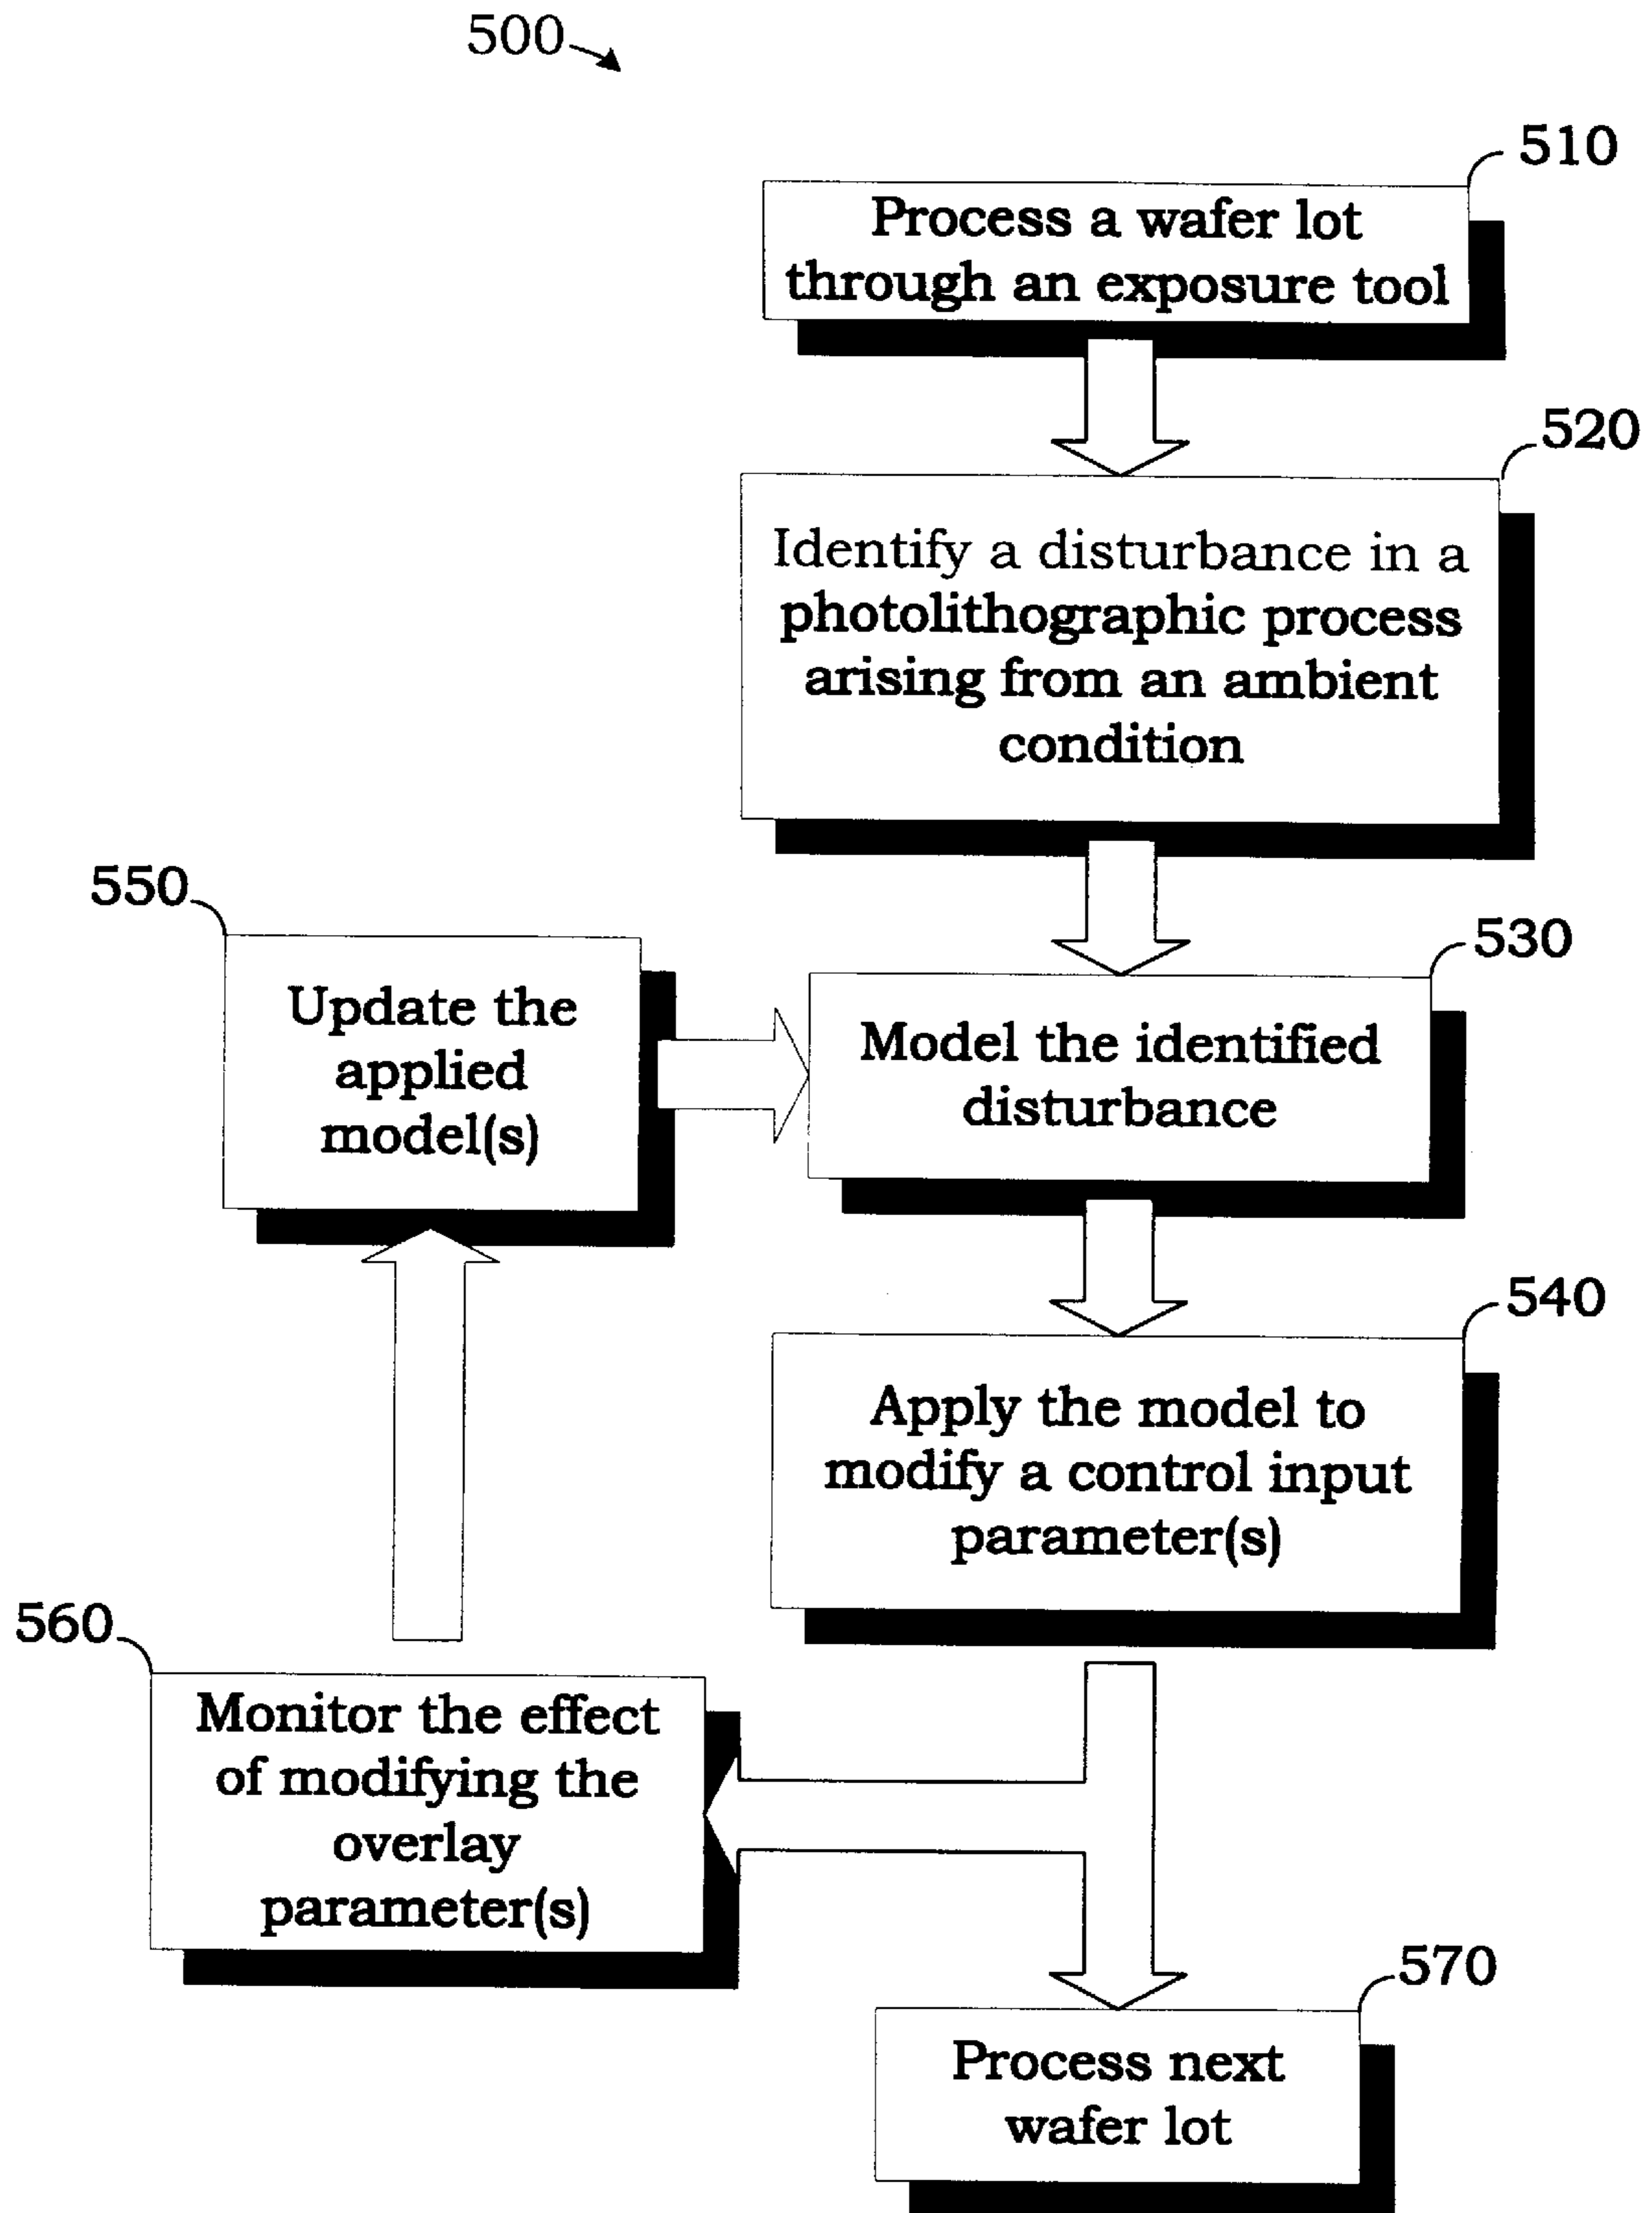 500
510
Process a wafer lot
through an exposure tool
520
Identify a disturbance in a
photolithographic process
arising from an ambient
condition
550
Update the
applied
model(s)
530
Model the identified
disturbance
540
Apply the model to
modify a control input
parameter(s)
560
Monitor the effect
of modifying the
overlay
parameter(s)
570
Process next
wafer lot